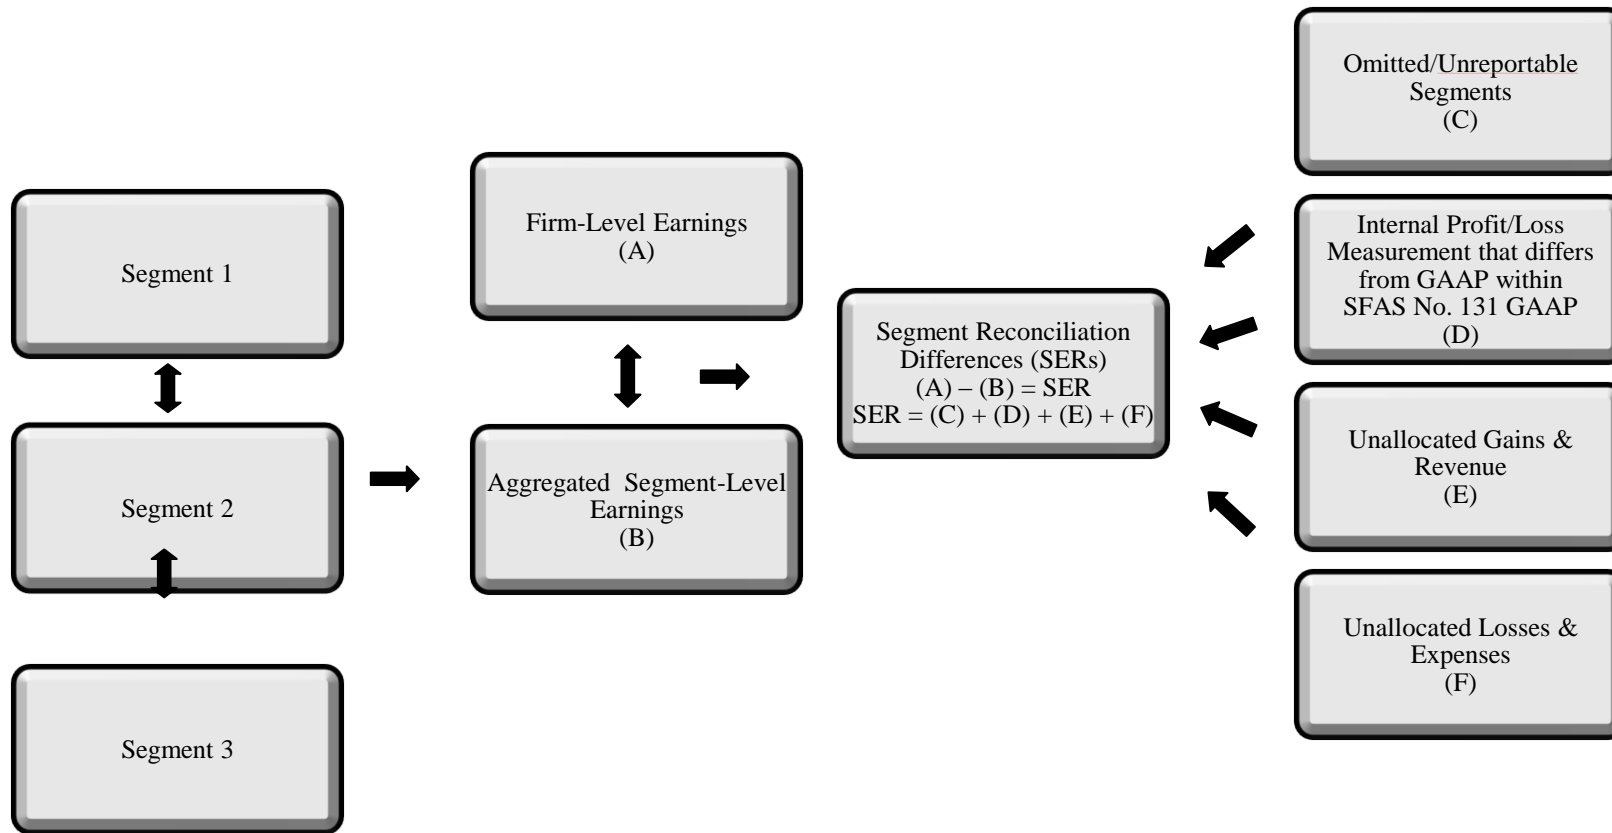 Segment 1
Segment 2
Segment 3
Firm-Level Earnings
(A)
Aggregated Segment-Level
Earnings
(B)
Segment Reconciliation
Differences (SERs)
(A) – (B) = SER
SER = (C) + (D) + (E) + (F)
Omitted/Unreportable
Segments
(C)
Internal Profit/Loss
Measurement that differs
from GAAP within
SFAS No. 131 GAAP
(D)
Unallocated Gains &
Revenue
(E)
Unallocated Losses &
Expenses
(F)